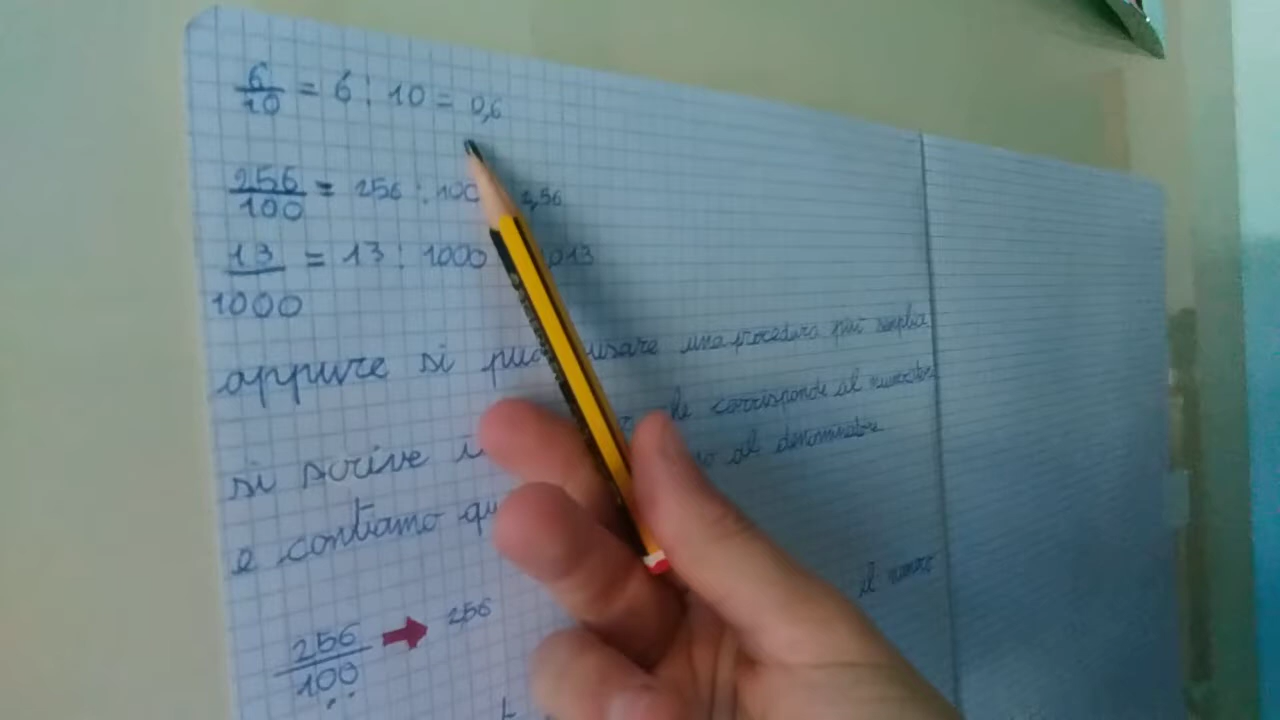 6/10 = 6 : 10 = 0,6
256/100 = 256 : 100 2,56
13/1000 = 13 : 1000 013
oppure si può usare una procedura più semplice
si scrive che corrisponde al numeratore
e contiamo al denominatore
il numero
256/100 → 256